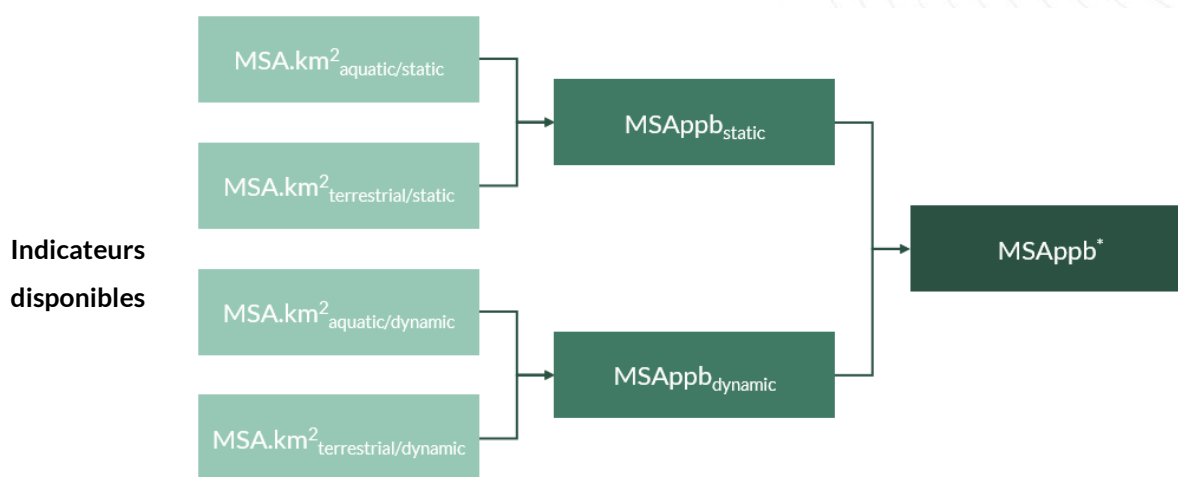 MSA.km²aquatic/static
MSAppbstatic
MSA.km²terrestrial/static
Indicateurs
disponibles
MSAppb*
MSA.km²aquatic/dynamic
MSAppbdynamic
MSA.km²terrestrial/dynamic